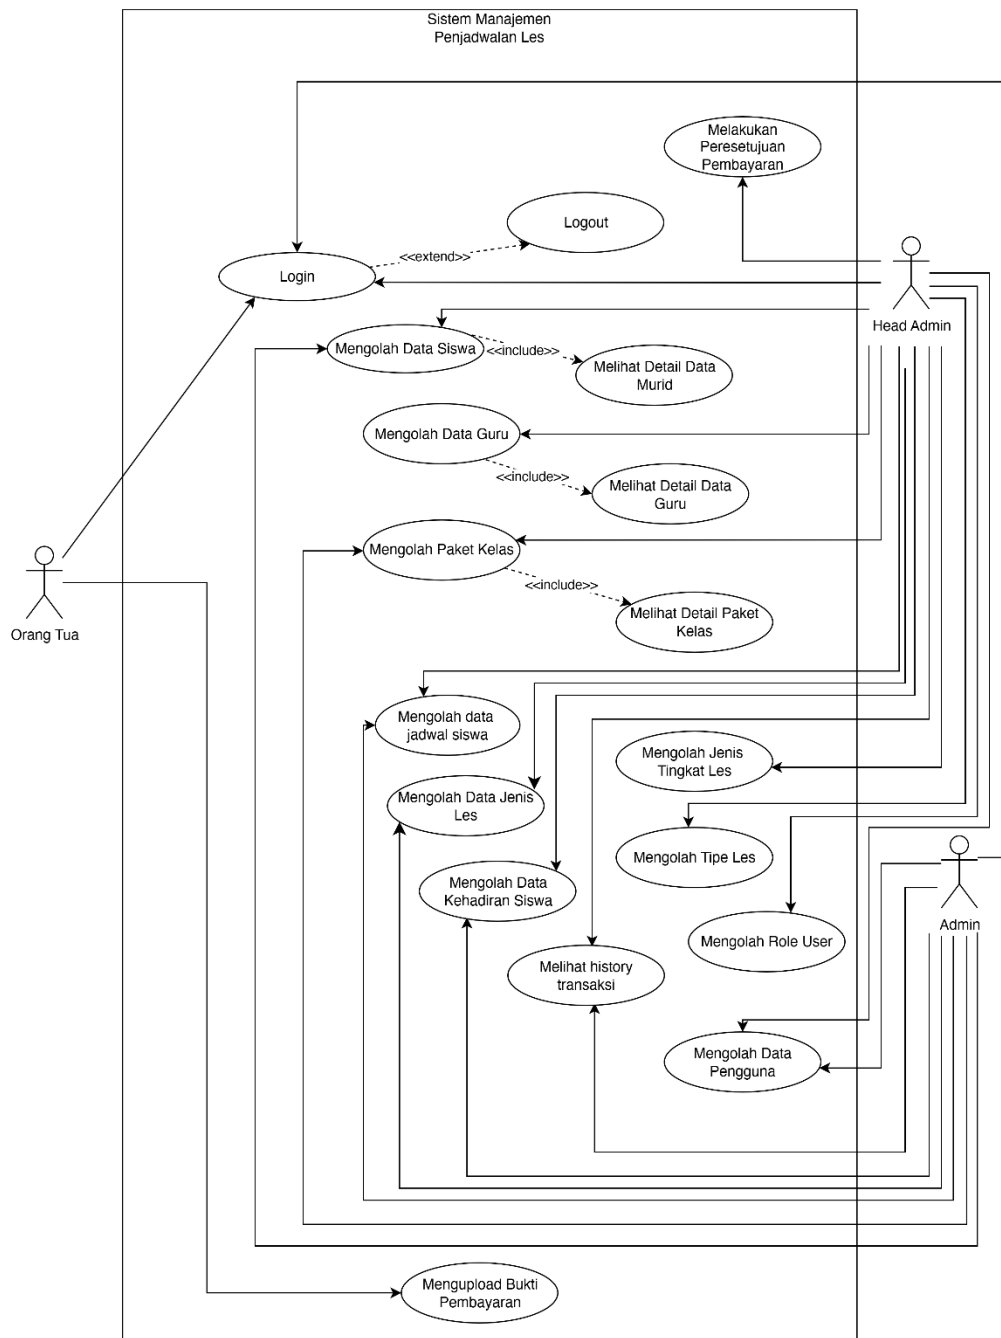 Sistem Manajemen
Penjadwalan Les
Melakukan
Peresetujuan
Pembayaran
Logout
<<extend>>
Login
Head Admin
Mengolah Data Siswa
<<include>>
Melihat Detail Data
Murid
Mengolah Data Guru
<<include>>
Melihat Detail Data
Guru
Mengolah Paket Kelas
<<include>>
Melihat Detail Paket
Kelas
Orang Tua
Mengolah data
jadwal siswa
Mengolah Jenis
Tingkat Les
Mengolah Data Jenis
Les
Mengolah Tipe Les
Mengolah Data
Kehadiran Siswa
Admin
Mengolah Role User
Melihat history
transaksi
Mengolah Data
Pengguna
Mengupload Bukti
Pembayaran